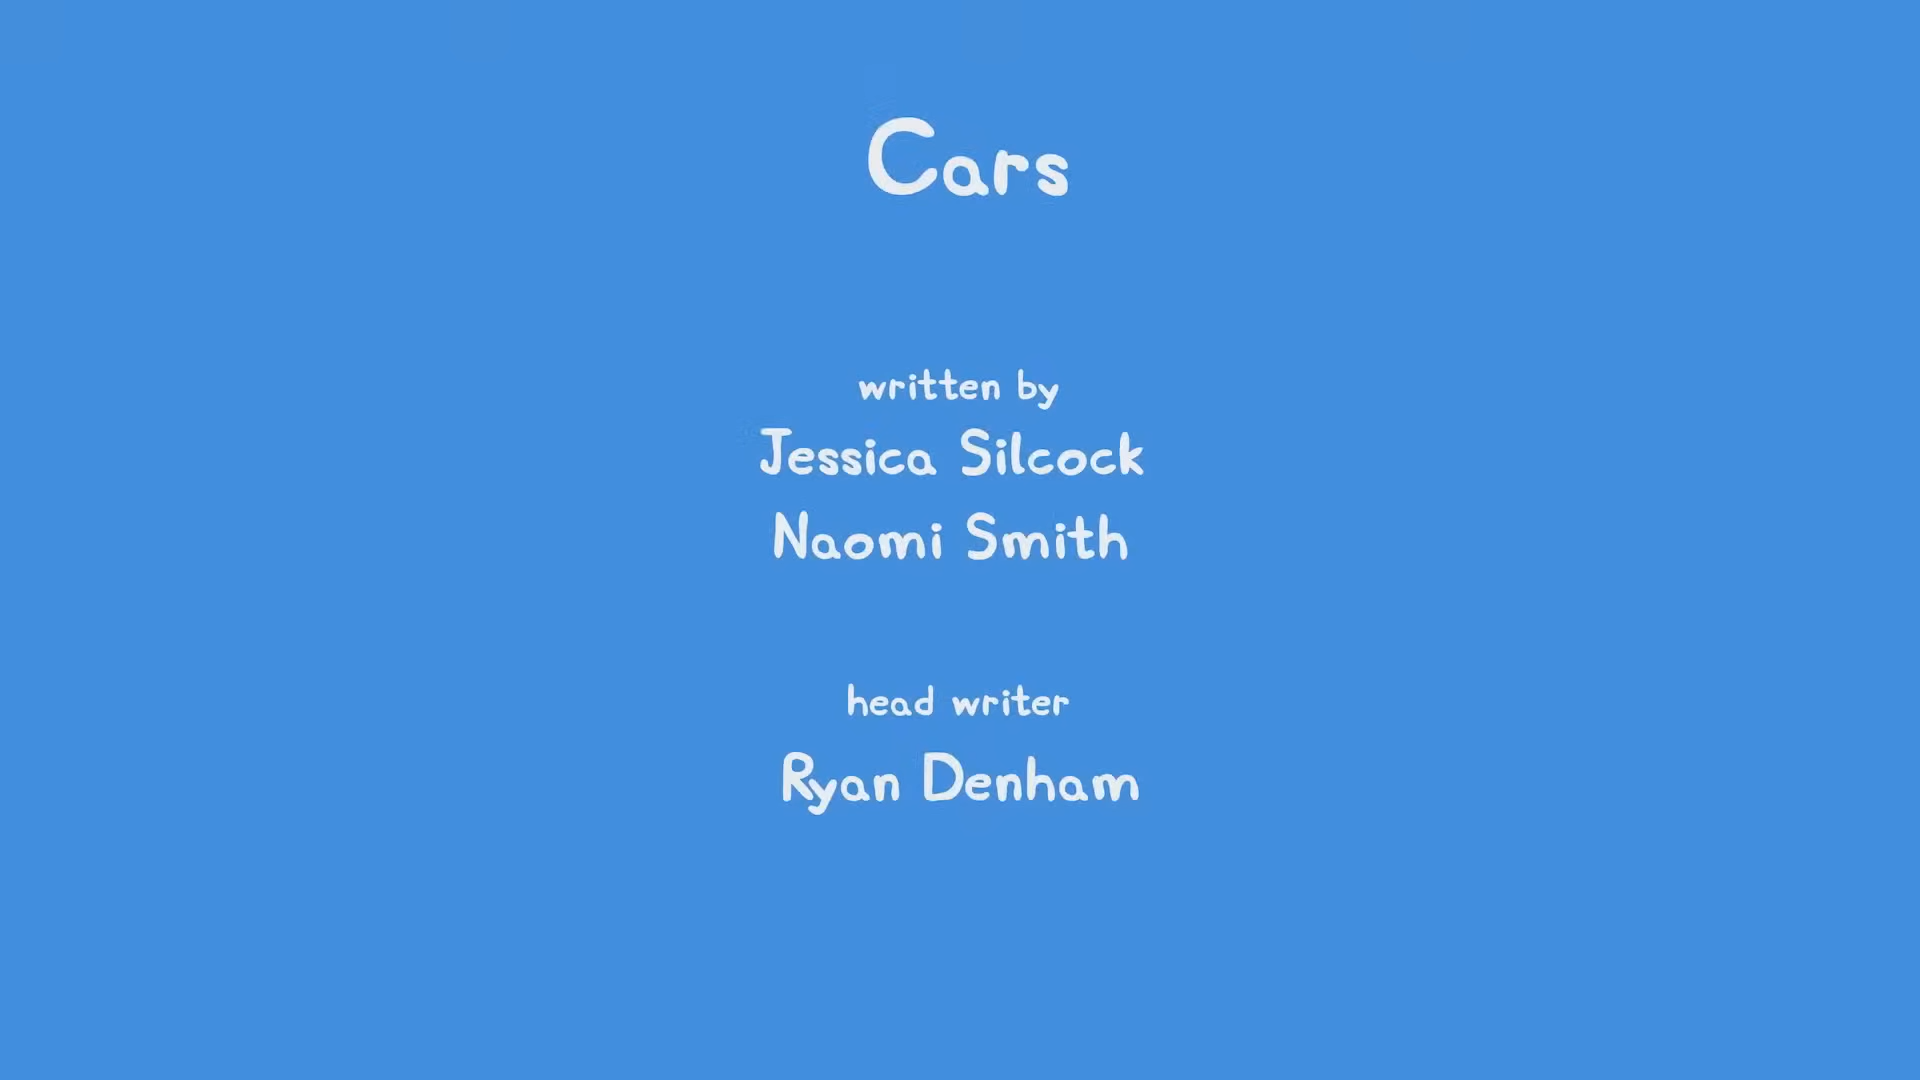 Cars
written by
Jessica Silcock
Naomi Smith
head writer
Ryan Denham